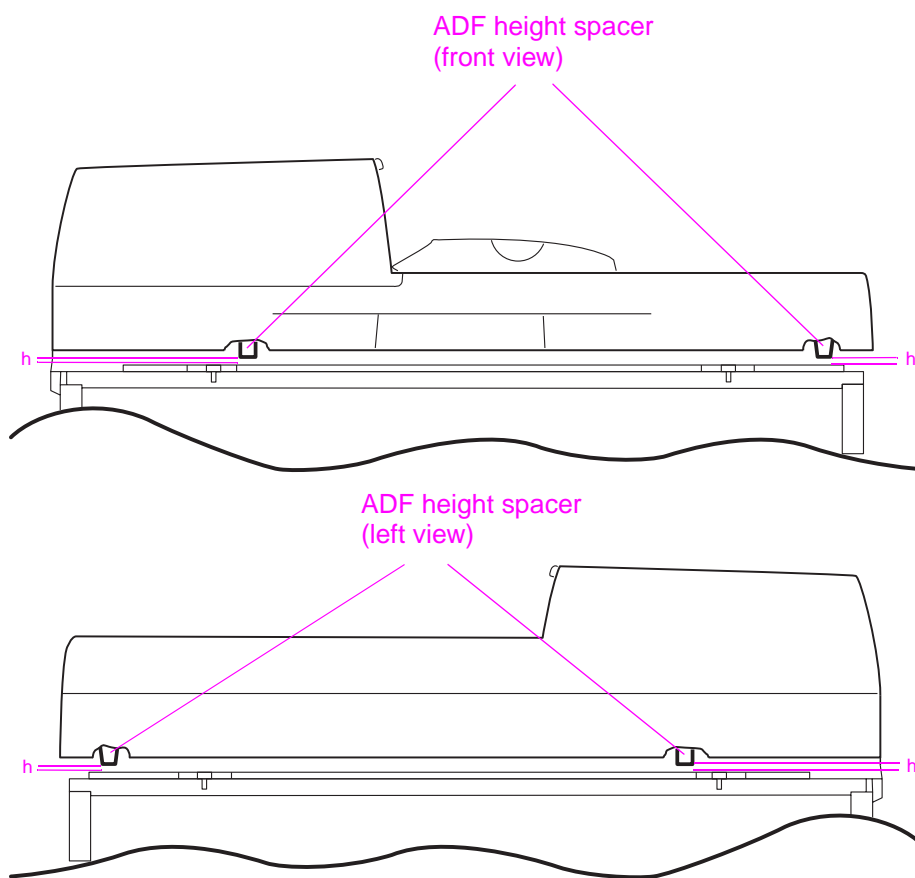 ADF height spacer
(front view)
h
h
ADF height spacer
(left view)
h
h